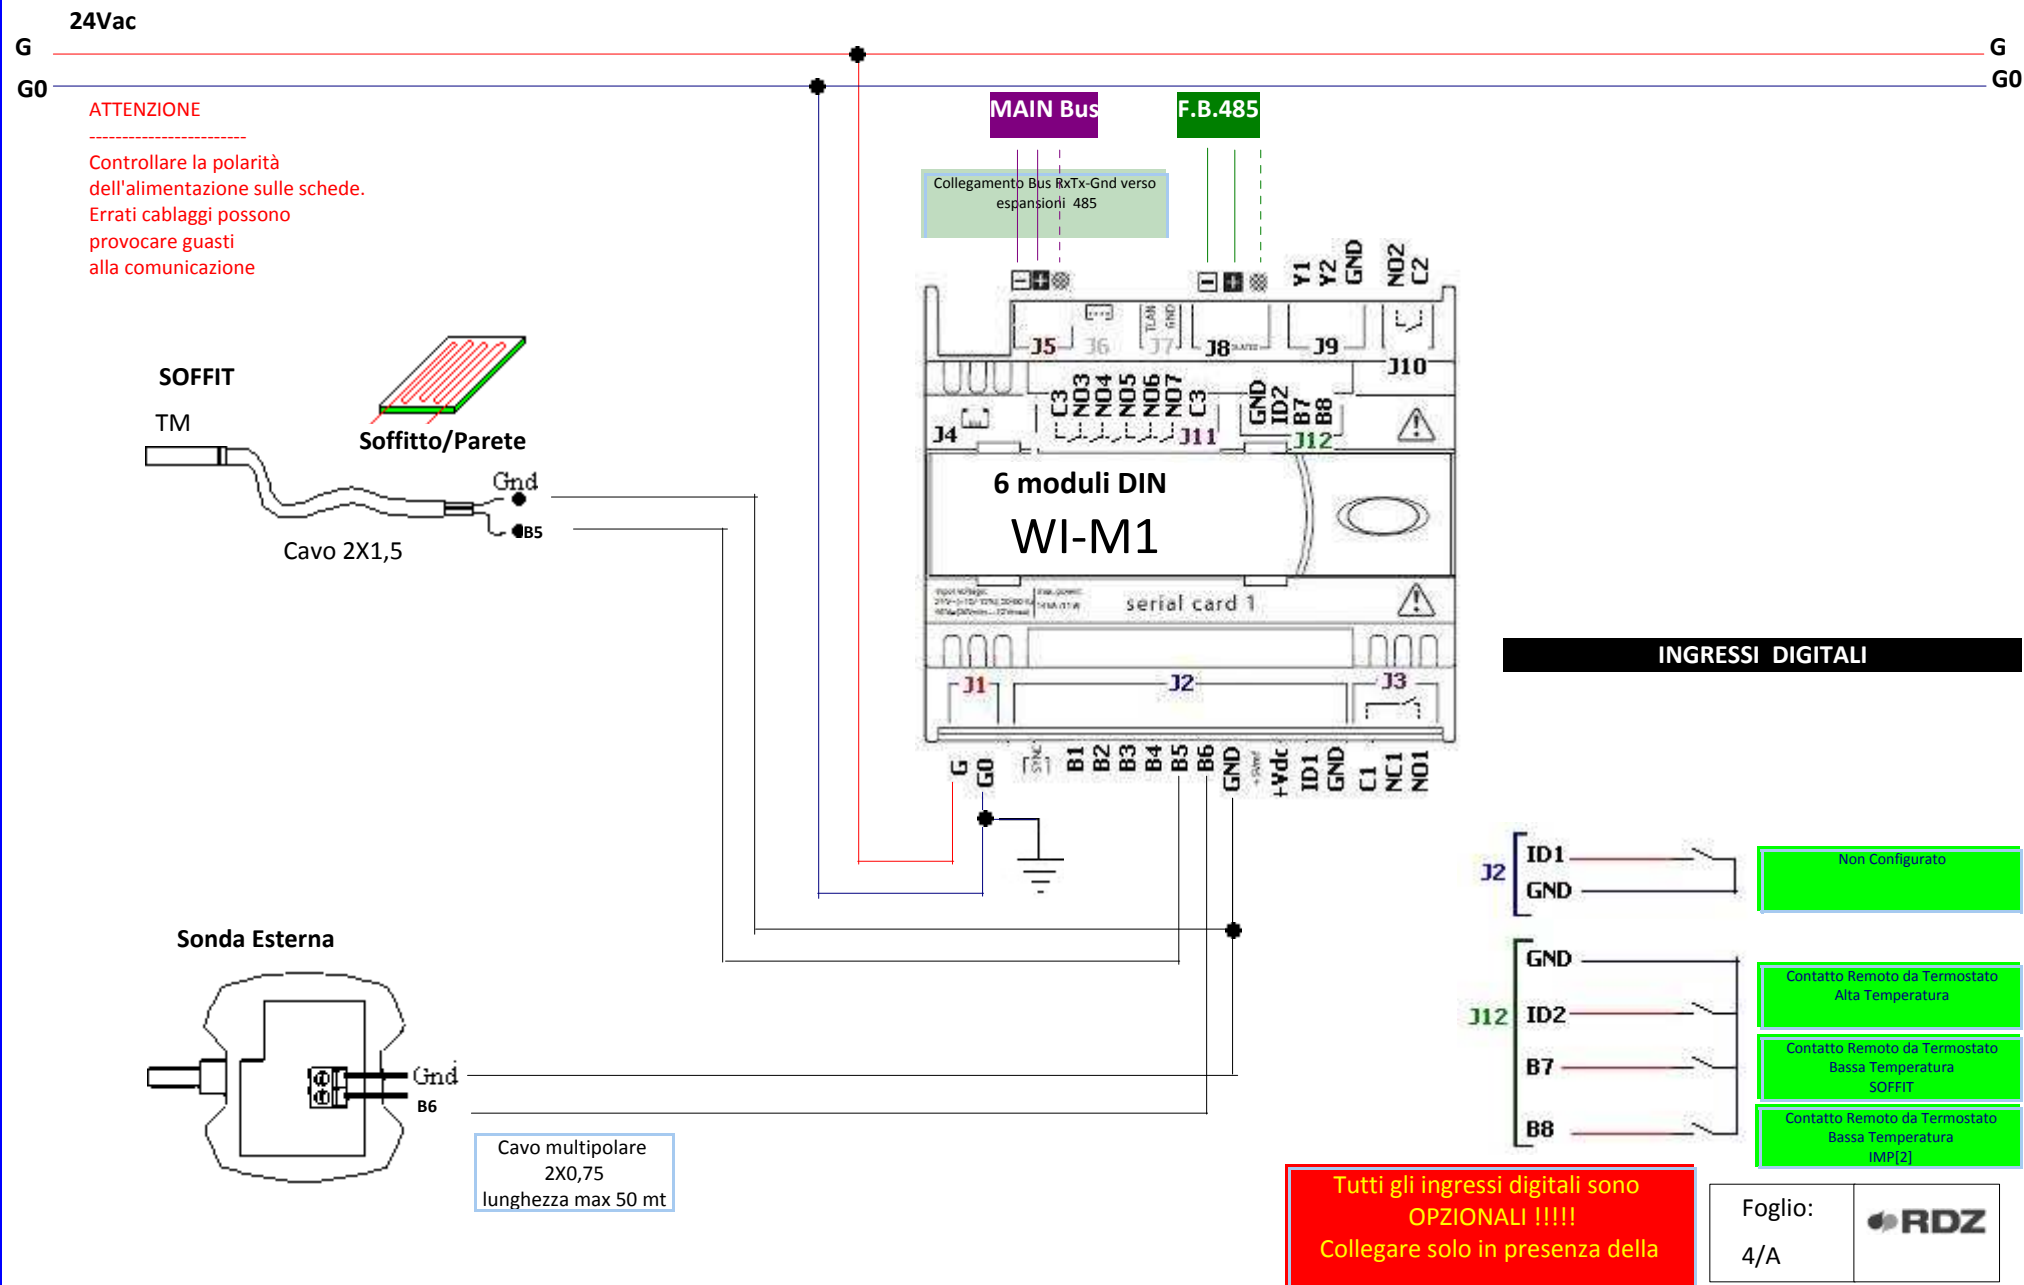 24Vac
G
G
G0
G0
ATTENZIONE
------------------------
Controllare la polarità
dell'alimentazione sulle schede.
Errati cablaggi possono
provocare guasti
alla comunicazione
MAIN Bus
F.B.485
Collegamento Bus RxTx-Gnd verso
espansioni 485
Y1
Y2
GND
NO2
C2
J5
J6
TLAN
GND
J7
J8
J9
J10
C3
NO3
NO4
NO5
NO6
NO7
C3
GND
ID2
B7
B8
J4
J11
J12
SOFFIT
TM
Soffitto/Parete
Gnd
B5
Cavo 2X1,5
6 moduli DIN
WI-M1
serial card 1
J1
J2
J3
G
G0
SYNC
B1
B2
B3
B4
B5
B6
GND
+Vdc
ID1
GND
C1
NC1
NO1
INGRESSI DIGITALI
J2
ID1
GND
Non Configurato
J12
GND
ID2
B7
B8
Contatto Remoto da Termostato
Alta Temperatura
Contatto Remoto da Termostato
Bassa Temperatura
SOFFIT
Contatto Remoto da Termostato
Bassa Temperatura
IMP[2]
Sonda Esterna
Gnd
B6
Cavo multipolare
2X0,75
lunghezza max 50 mt
Tutti gli ingressi digitali sono
OPZIONALI !!!!!
Collegare solo in presenza della
Foglio:
4/A
RDZ